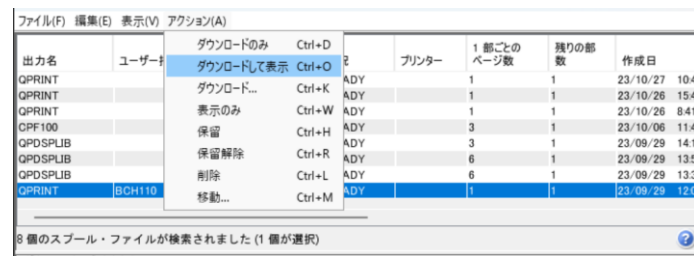 ファイル(F) 編集(E) 表示(V) アクション(A)
ダウンロードのみ Ctrl+D
ダウンロードして表示 Ctrl+O
ダウンロード... Ctrl+K
表示のみ Ctrl+W
保留 Ctrl+H
保留解除 Ctrl+R
削除 Ctrl+L
移動... Ctrl+M
出力名 プリンター 1 部ごとのページ数 残りの部数 作成日
QPRINT ADY 1 1 23/10/27
QPRINT ADY 1 1 23/10/26
QPRINT ADY 1 1 23/10/26
CPF100 ADY 3 1 23/10/06
QPDSPLIB ADY 3 1 23/09/29
QPDSPLIB ADY 6 1 23/09/29
QPDSPLIB ADY 6 1 23/09/29
QPRINT BCH110 ADY 1 1 23/09/29
8 個のスプール・ファイルが検索されました (1 個が選択)